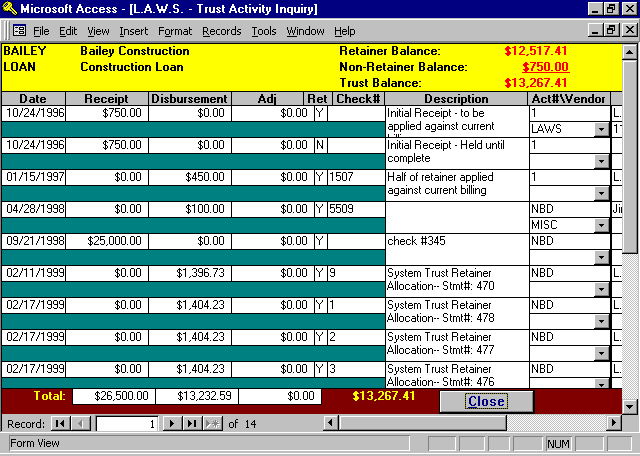 Microsoft Access - [L.A.W.S. - Trust Activity Inquiry]
File Edit View Insert Format Records Tools Window Help
BAILEY Bailey Construction Retainer Balance: $12,517.41
LOAN Construction Loan Non-Retainer Balance: $750.00
Trust Balance: $13,267.41
Date Receipt Disbursement Adj Ret Check# Description Act#\Vendor
10/24/1996 $750.00 $0.00 $0.00 Y Initial Receipt - to be 1 L.
applied against current LAWS 1
10/24/1996 $750.00 $0.00 $0.00 N Initial Receipt - Held until 1
complete
01/15/1997 $0.00 $450.00 $0.00 Y 1507 Half of retainer applied 1 L.
against current billing
04/28/1998 $0.00 $100.00 $0.00 Y 5509 NBD Ji
MISC
09/21/1998 $25,000.00 $0.00 $0.00 Y check #345 NBD
02/11/1999 $0.00 $1,396.73 $0.00 Y 9 System Trust Retainer NBD L.
Allocation-- Stmt#: 470
02/17/1999 $0.00 $1,404.23 $0.00 Y 1 System Trust Retainer NBD L.
Allocation-- Stmt#: 478
02/17/1999 $0.00 $1,404.23 $0.00 Y 2 System Trust Retainer NBD L.
Allocation-- Stmt#: 477
02/17/1999 $0.00 $1,404.23 $0.00 Y 3 System Trust Retainer NBD L.
Allocation-- Stmt#: 476
Total: $26,500.00 $13,232.59 $0.00 $13,267.41 Close
Record: 1 of 14
Form View NUM